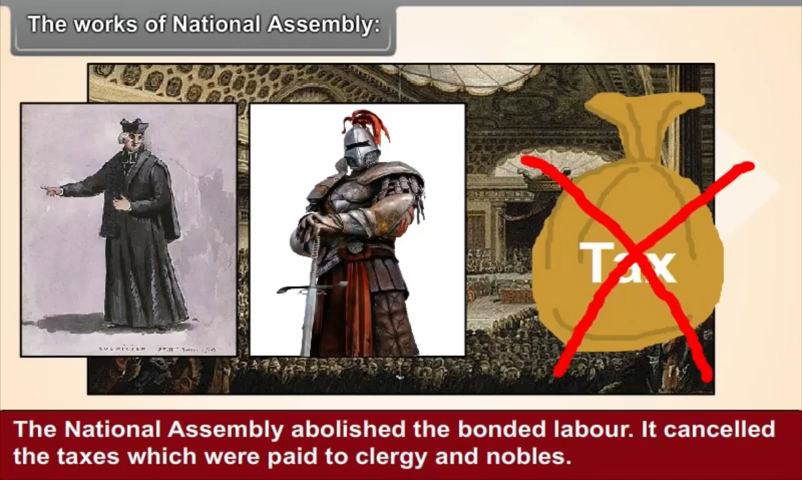 The works of National Assembly:
Tax
The National Assembly abolished the bonded labour. It cancelled
the taxes which were paid to clergy and nobles.